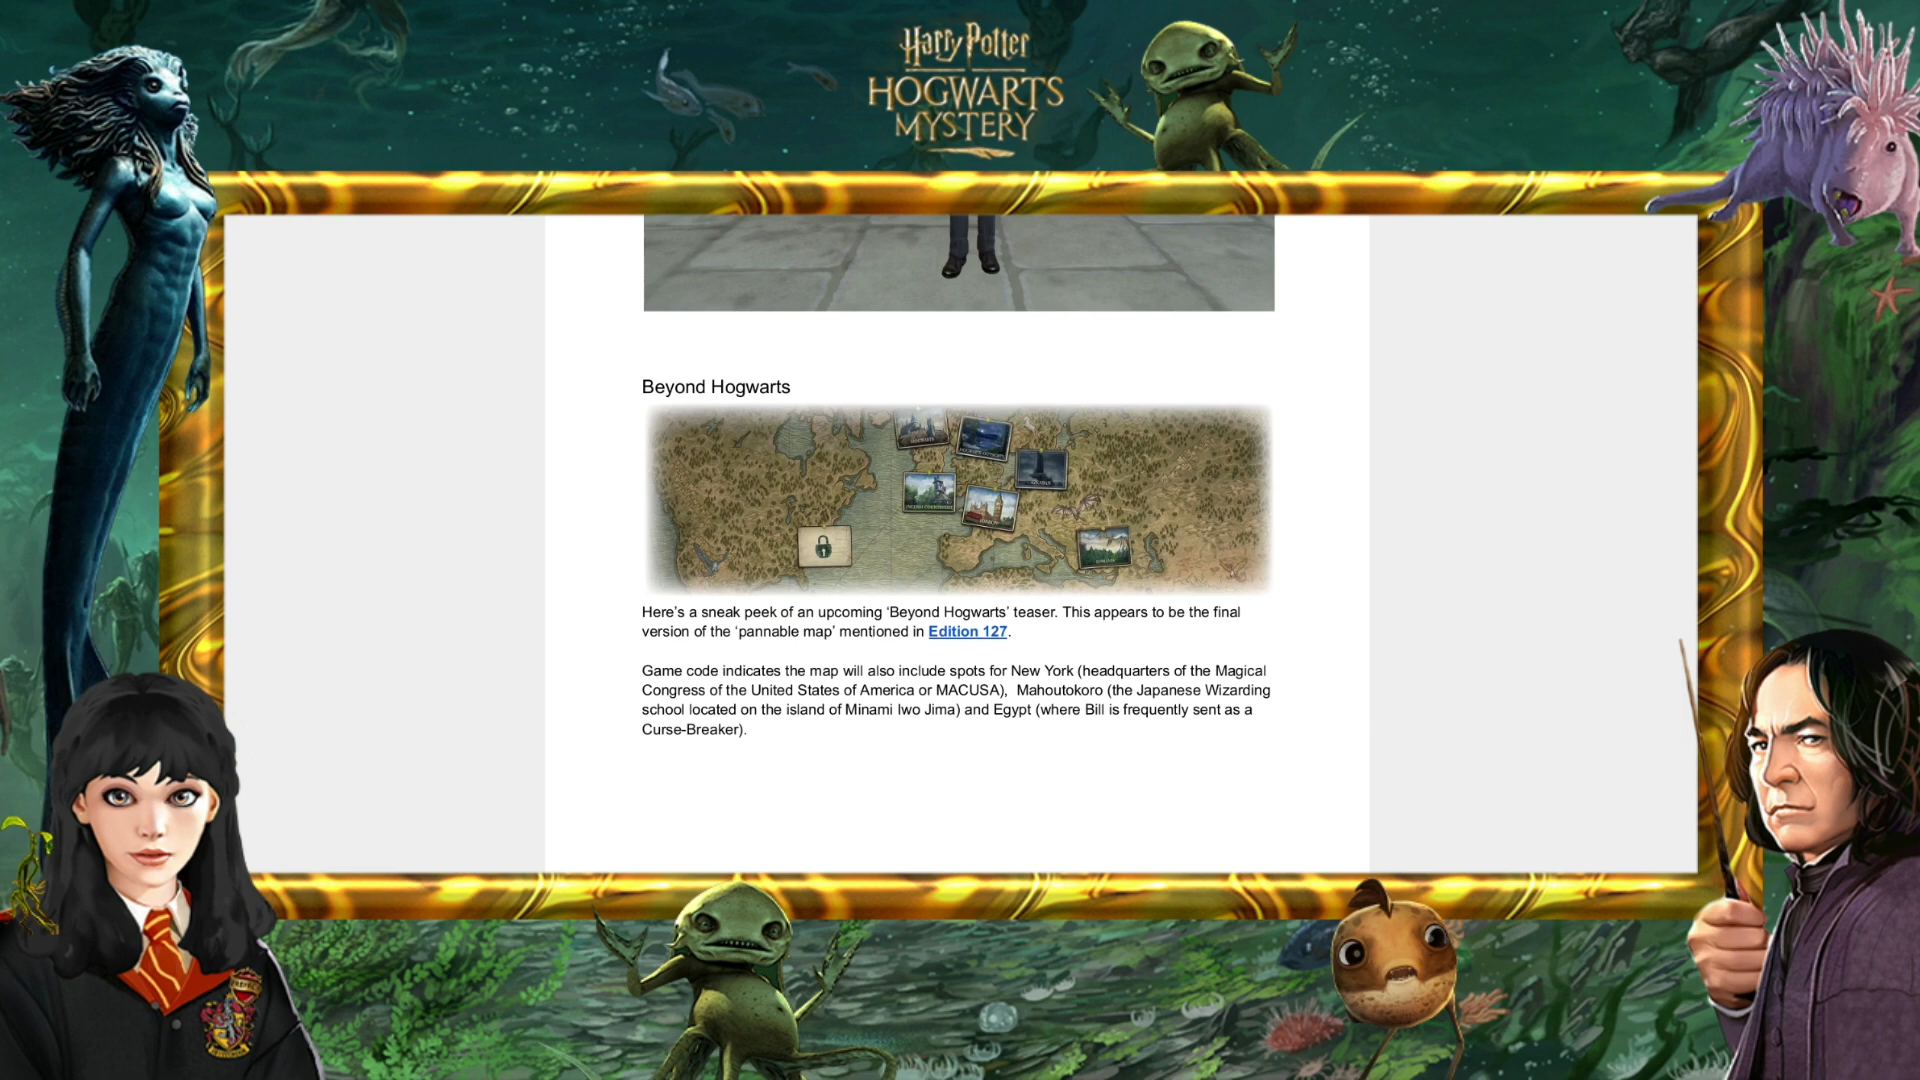 Harry Potter
HOGWARTS
MYSTERY
Beyond Hogwarts
HOGWARTS
AZKABAN
LONDON
Here’s a sneak peek of an upcoming ‘Beyond Hogwarts’ teaser. This appears to be the final
version of the ‘pannable map’ mentioned in Edition 127.
Game code indicates the map will also include spots for New York (headquarters of the Magical
Congress of the United States of America or MACUSA),  Mahoutokoro (the Japanese Wizarding
school located on the island of Minami Iwo Jima) and Egypt (where Bill is frequently sent as a
Curse-Breaker).